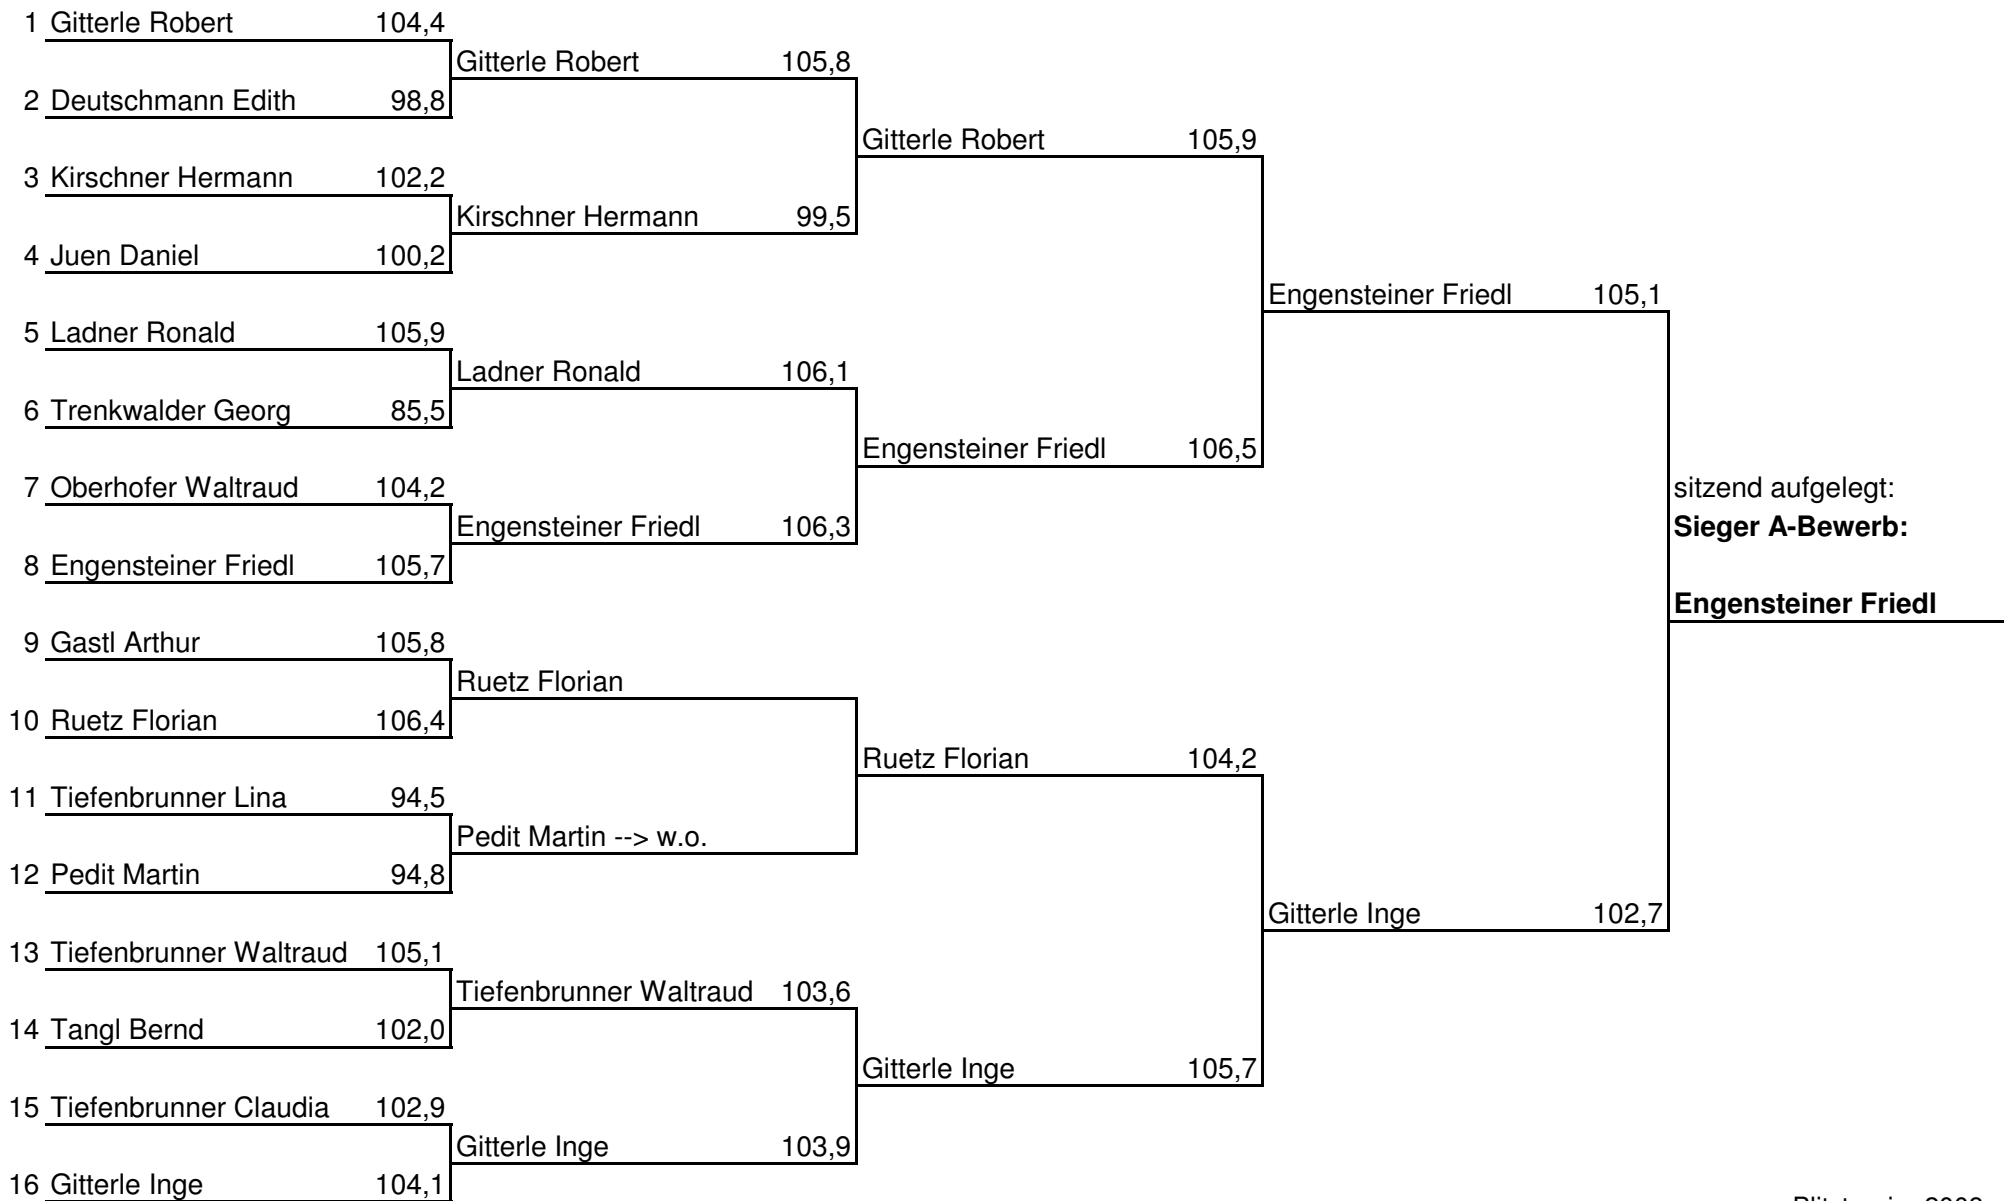 1 Gitterle Robert 104,4
Gitterle Robert 105,8
2 Deutschmann Edith 98,8
Gitterle Robert 105,9
3 Kirschner Hermann 102,2
Kirschner Hermann 99,5
4 Juen Daniel 100,2
Engensteiner Friedl 105,1
5 Ladner Ronald 105,9
Ladner Ronald 106,1
6 Trenkwalder Georg 85,5
Engensteiner Friedl 106,5
7 Oberhofer Waltraud 104,2 sitzend aufgelegt:
Engensteiner Friedl 106,3 Sieger A-Bewerb:
8 Engensteiner Friedl 105,7
Engensteiner Friedl
9 Gastl Arthur 105,8
Ruetz Florian
10 Ruetz Florian 106,4
Ruetz Florian 104,2
11 Tiefenbrunner Lina 94,5
Pedit Martin --> w.o.
12 Pedit Martin 94,8
Gitterle Inge 102,7
13 Tiefenbrunner Waltraud 105,1
Tiefenbrunner Waltraud 103,6
14 Tangl Bernd 102,0
Gitterle Inge 105,7
15 Tiefenbrunner Claudia 102,9
Gitterle Inge 103,9
16 Gitterle Inge 104,1